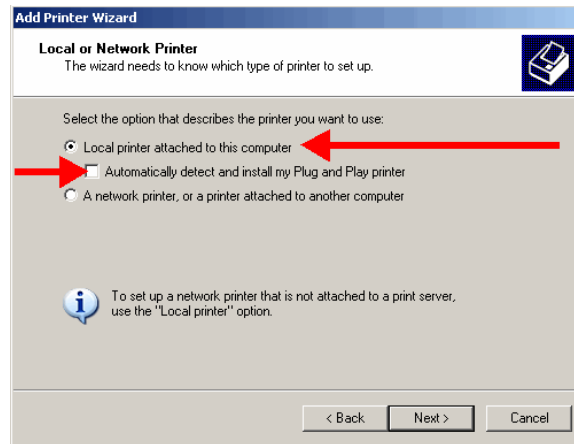 Add Printer Wizard
Local or Network Printer
The wizard needs to know which type of printer to set up.
Select the option that describes the printer you want to use:
Local printer attached to this computer
Automatically detect and install my Plug and Play printer
A network printer, or a printer attached to another computer
To set up a network printer that is not attached to a print server,
use the "Local printer" option.
< Back Next > Cancel